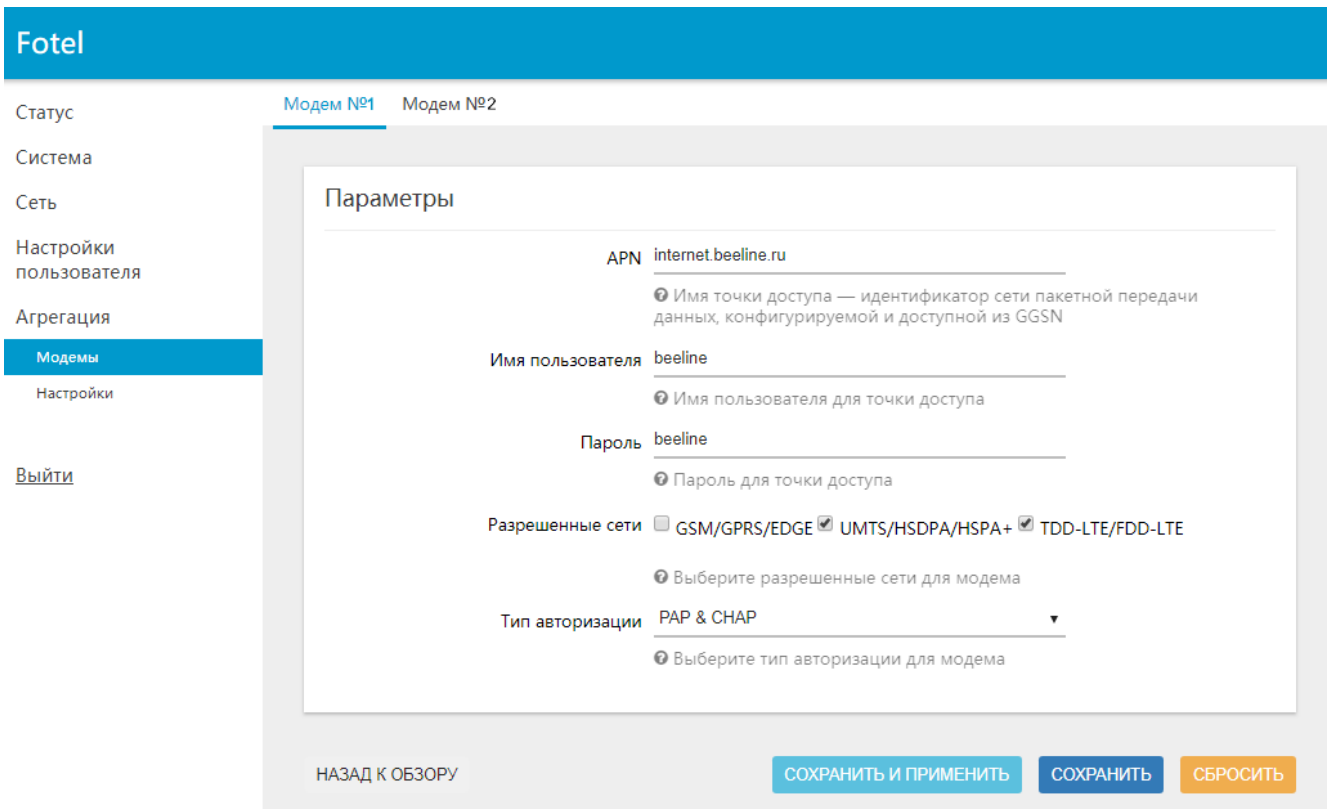 Fotel
Статус
Система
Сеть
Настройки
пользователя
Агрегация
Модемы
Настройки
Выйти
Модем №1 Модем №2
Параметры
APN internet.beeline.ru
Имя точки доступа — идентификатор сети пакетной передачи
данных, конфигурируемой и доступной из GGSN
Имя пользователя beeline
Имя пользователя для точки доступа
Пароль beeline
Пароль для точки доступа
Разрешенные сети GSM/GPRS/EDGE UMTS/HSDPA/HSPA+ TDD-LTE/FDD-LTE
Выберите разрешенные сети для модема
Тип авторизации PAP & CHAP
Выберите тип авторизации для модема
НАЗАД К ОБЗОРУ СОХРАНИТЬ И ПРИМЕНИТЬ СОХРАНИТЬ СБРОСИТЬ